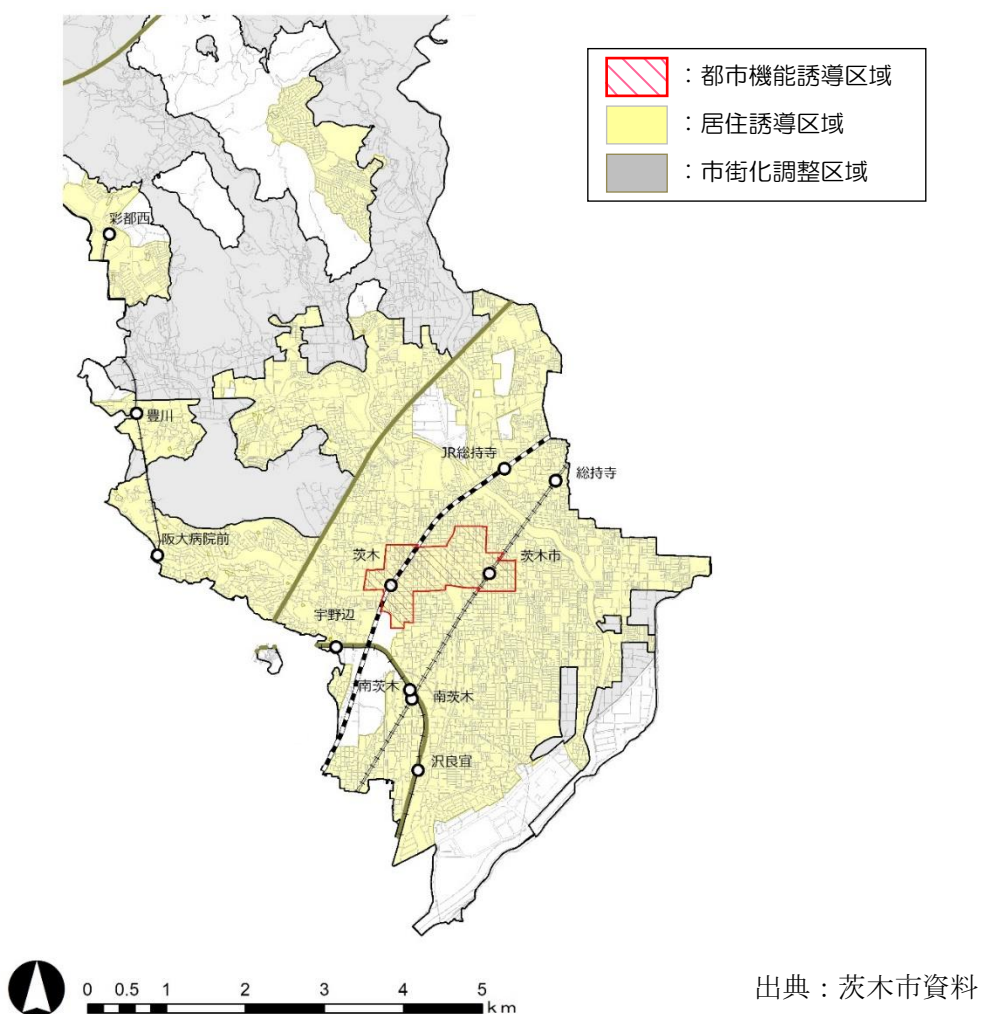 ：都市機能誘導区域
：居住誘導区域
：市街化調整区域
彩都西
豊川
JR総持寺
総持寺
阪大病院前
茨木
茨木市
宇野辺
南茨木
南茨木
沢良宜
0 0.5 1 2 3 4 5
km
出典：茨木市資料